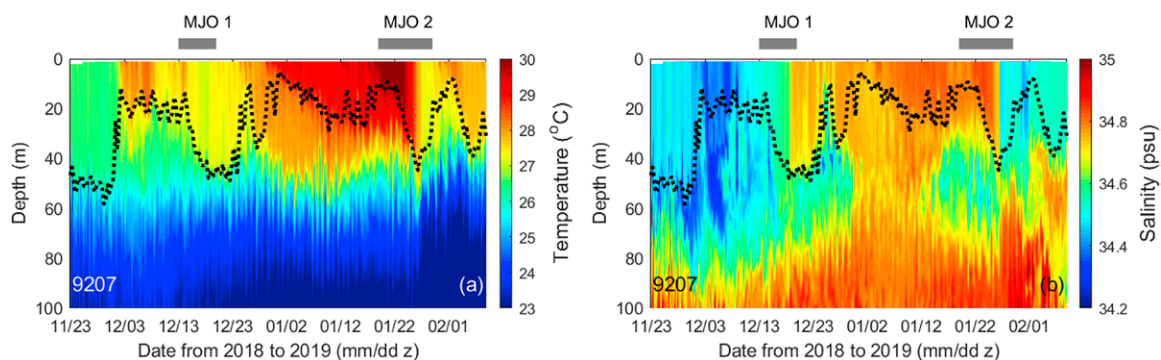 MJO 1 MJO 2 MJO 1 MJO 2
0 30 0 35
20 29 20 34.8
40 28 40
60 27 60 34.6
80 26 80 34.4
100 25 100 34.2
24
23
Depth (m) Temperature (°C) Depth (m) Salinity (psu)
9207 (a) 9207 (b)
11/23 12/03 12/13 12/23 01/02 01/12 01/22 02/01 11/23 12/03 12/13 12/23 01/02 01/12 01/22 02/01
Date from 2018 to 2019 (mm/dd z) Date from 2018 to 2019 (mm/dd z)